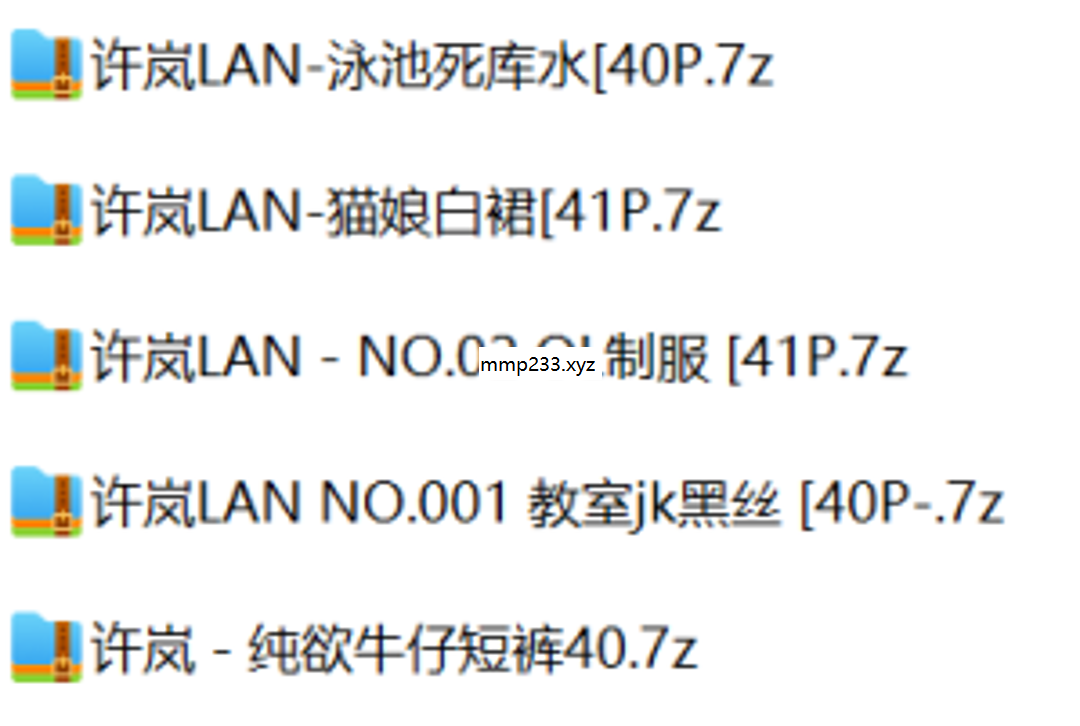 许岚LAN-泳池死库水[40P.7z
许岚LAN-猫娘白裙[41P.7z
许岚LAN - 制服 [41P.7z
mmp233.xyz
许岚LAN NO.001 教室jk黑丝 [40P-.7z
许岚 - 纯欲牛仔短裤40.7z